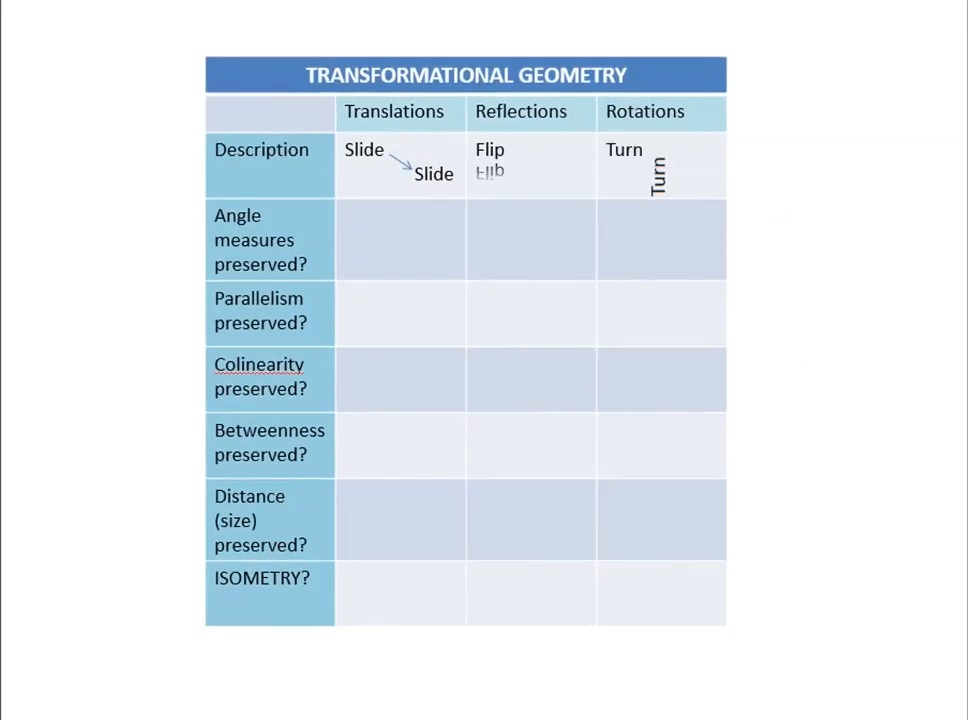 TRANSFORMATIONAL GEOMETRY
Translations Reflections Rotations
Description
Slide
Slide
Flip
Flip
Turn
Turn
Angle
measures
preserved?
Parallelism
preserved?
Colinearity
preserved?
Betweenness
preserved?
Distance
(size)
preserved?
ISOMETRY?